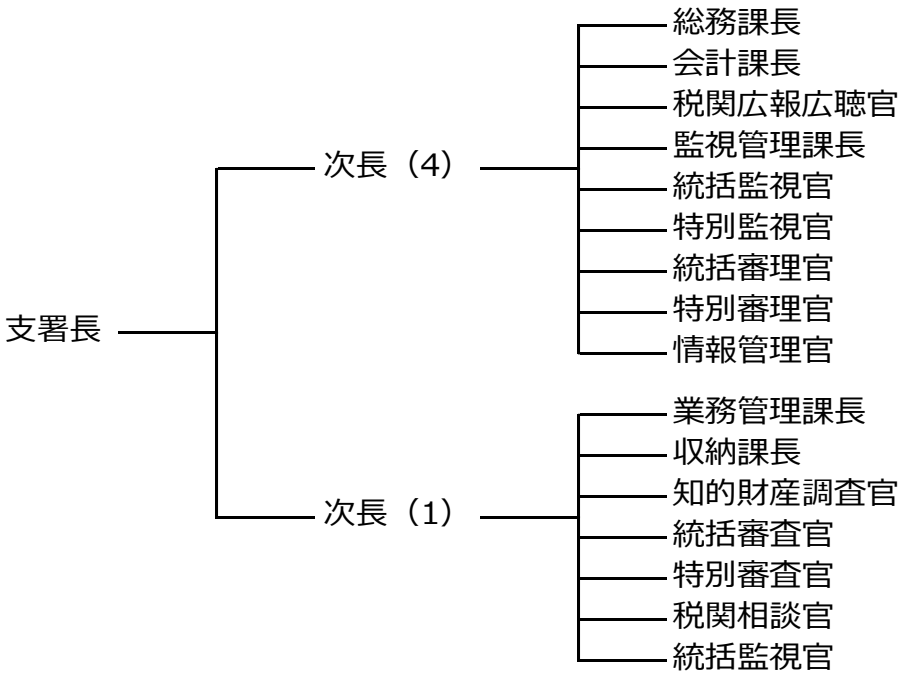 総務課長
会計課長
税関広報広聴官
監視管理課長
次長（4）
統括監視官
特別監視官
統括審理官
特別審理官
支署長
情報管理官
業務管理課長
収納課長
知的財産調査官
次長（1）
統括審査官
特別審査官
税関相談官
統括監視官